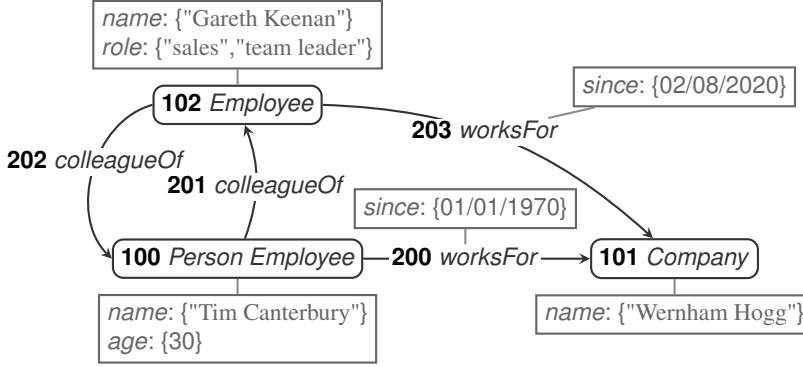 name: {"Gareth Keenan"}
role: {"sales","team leader"}
since: {02/08/2020}
102 Employee
203 worksFor
202 colleagueOf
201 colleagueOf
since: {01/01/1970}
100 Person Employee
200 worksFor
101 Company
name: {"Tim Canterbury"}
age: {30}
name: {"Wernham Hogg"}